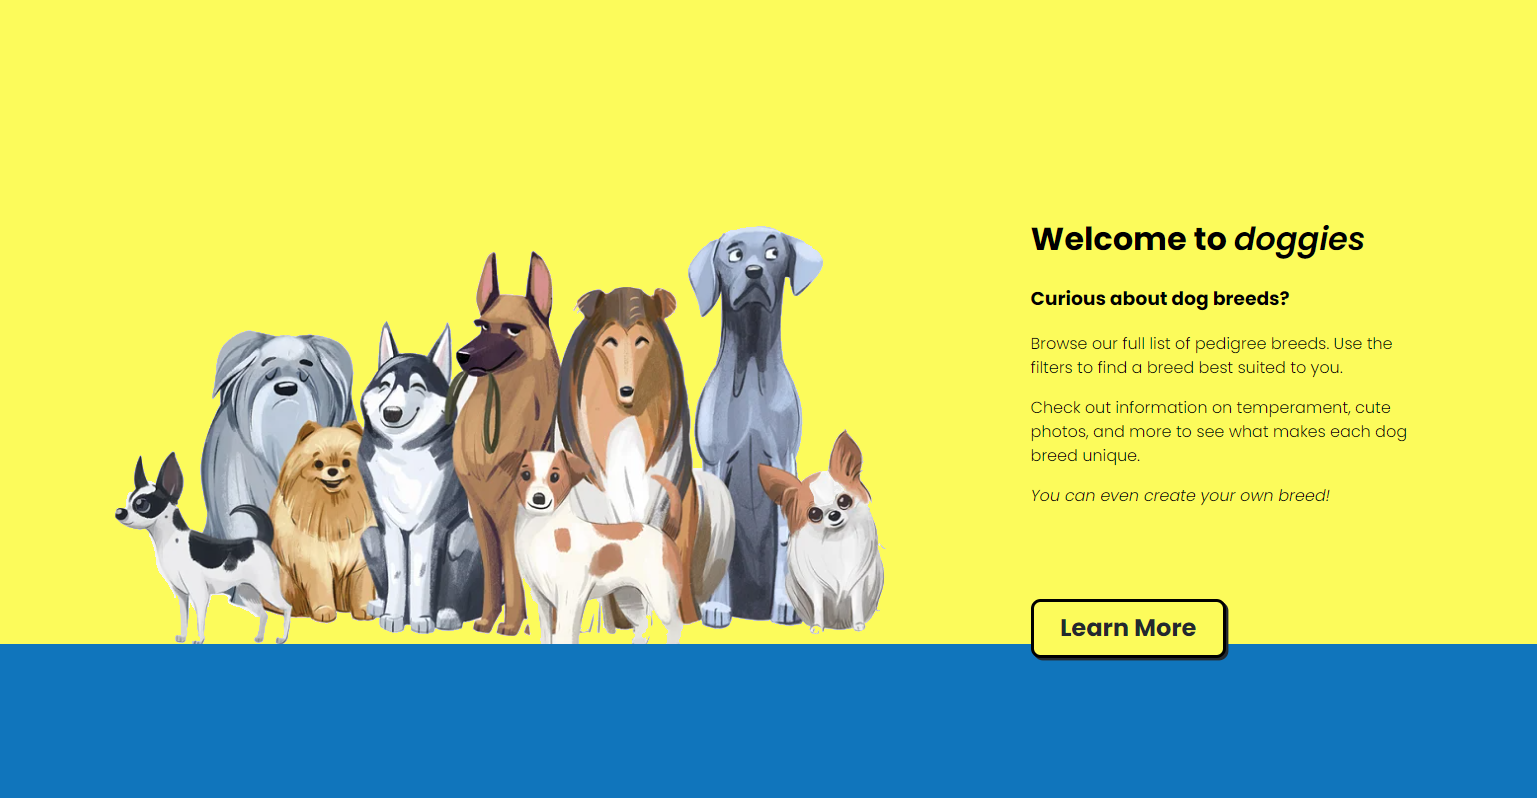 Welcome to doggies
Curious about dog breeds?
Browse our full list of pedigree breeds. Use the
filters to find a breed best suited to you.
Check out information on temperament, cute
photos, and more to see what makes each dog
breed unique.
You can even create your own breed!
Learn More